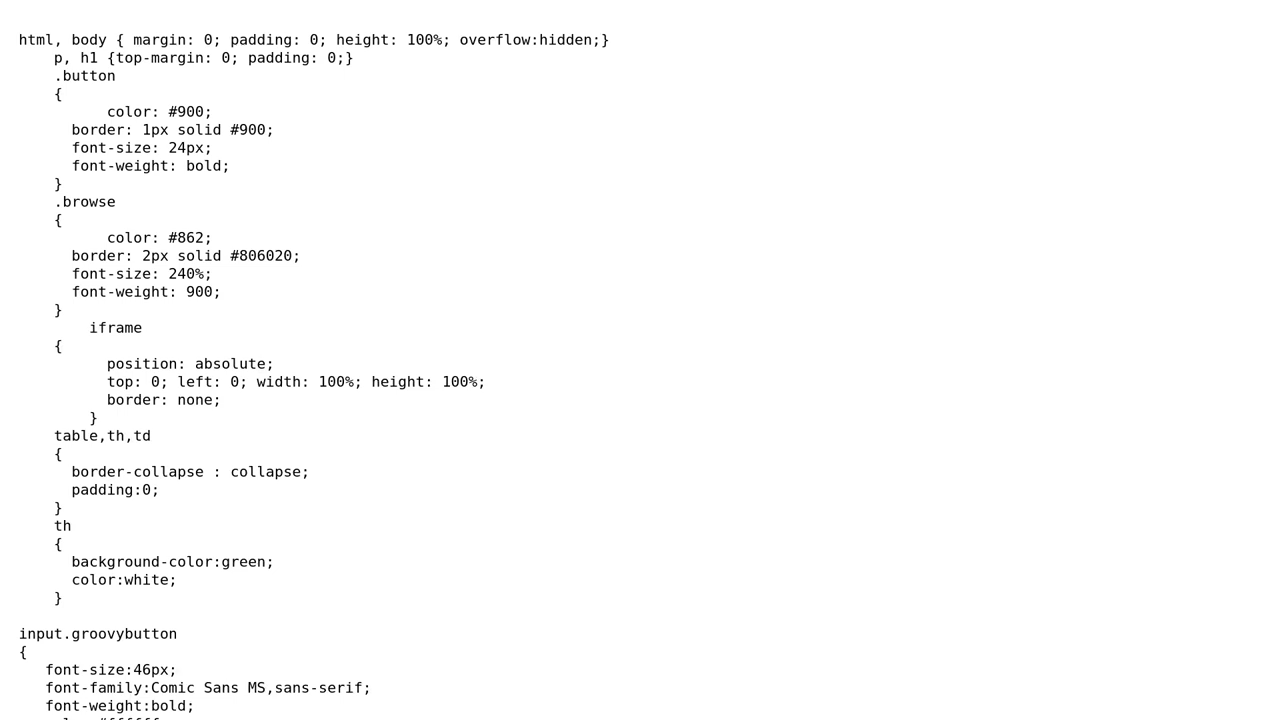 html, body { margin: 0; padding: 0; height: 100%; overflow:hidden;}
    p, h1 {top-margin: 0; padding: 0;}
    .button
    {
          color: #900;
      border: 1px solid #900;
      font-size: 24px;
      font-weight: bold;
    }
    .browse
    {
          color: #862;
      border: 2px solid #806020;
      font-size: 240%;
      font-weight: 900;
    }
        iframe
    {
          position: absolute;
          top: 0; left: 0; width: 100%; height: 100%;
          border: none;
        }
    table,th,td
    {
      border-collapse : collapse;
      padding:0;
    }
    th
    {
      background-color:green;
      color:white;
    }

input.groovybutton
{
   font-size:46px;
   font-family:Comic Sans MS,sans-serif;
   font-weight:bold;